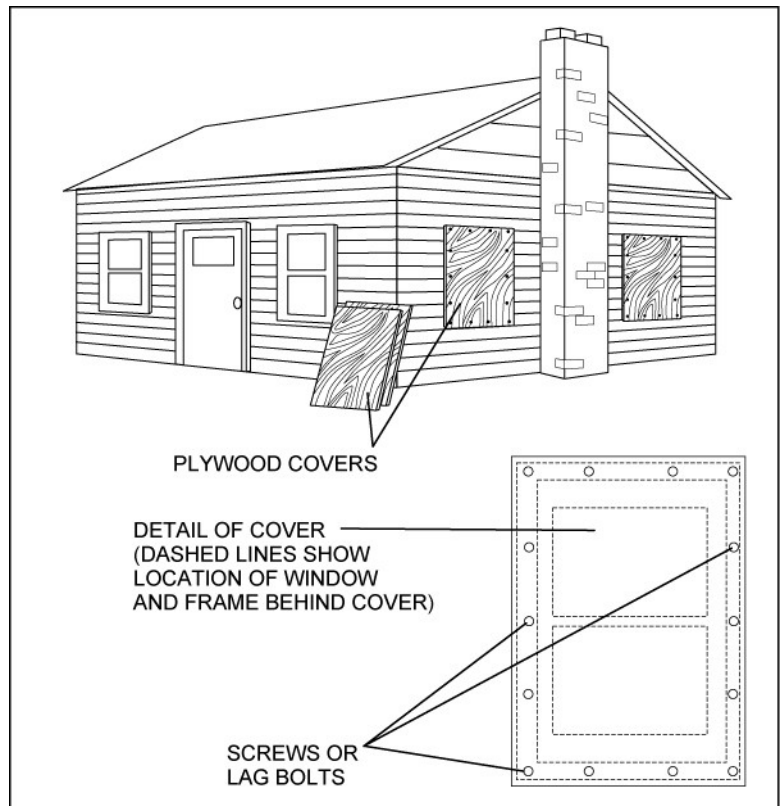 PLYWOOD COVERS
DETAIL OF COVER
(DASHED LINES SHOW
LOCATION OF WINDOW
AND FRAME BEHIND COVER)
SCREWS OR
LAG BOLTS